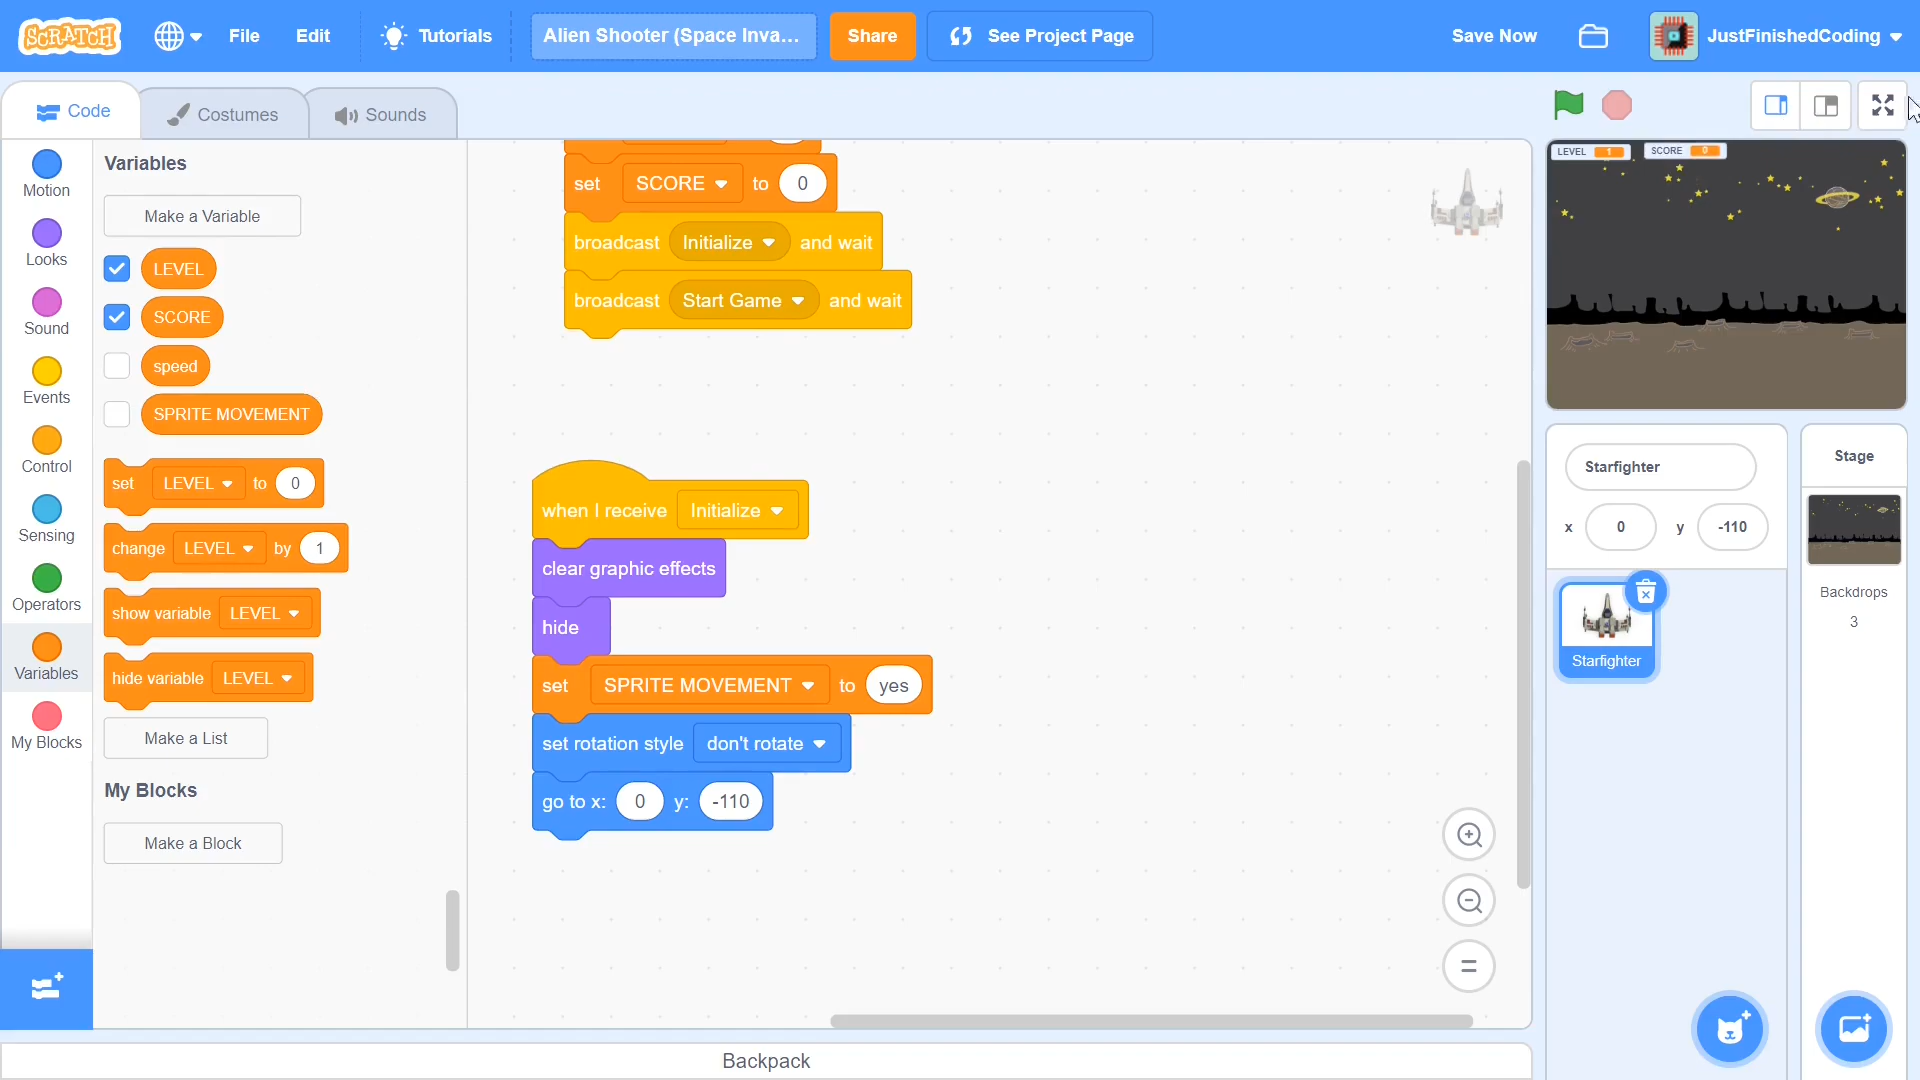 SCRATCH
File
Edit
Tutorials
Alien Shooter (Space Inva...
Share
See Project Page
Save Now
JustFinishedCoding
Code
Costumes
Sounds
Motion
Looks
Sound
Events
Control
Sensing
Operators
Variables
My Blocks
Variables
Make a Variable
LEVEL
SCORE
speed
SPRITE MOVEMENT
set LEVEL to 0
change LEVEL by 1
show variable LEVEL
hide variable LEVEL
Make a List
My Blocks
Make a Block
set SCORE to 0
broadcast Initialize and wait
broadcast Start Game and wait
when I receive Initialize
clear graphic effects
hide
set SPRITE MOVEMENT to yes
set rotation style don't rotate
go to x: 0 y: -110
LEVEL 1
SCORE 0
Starfighter
x 0 y -110
Starfighter
Stage
Backdrops
3
Backpack